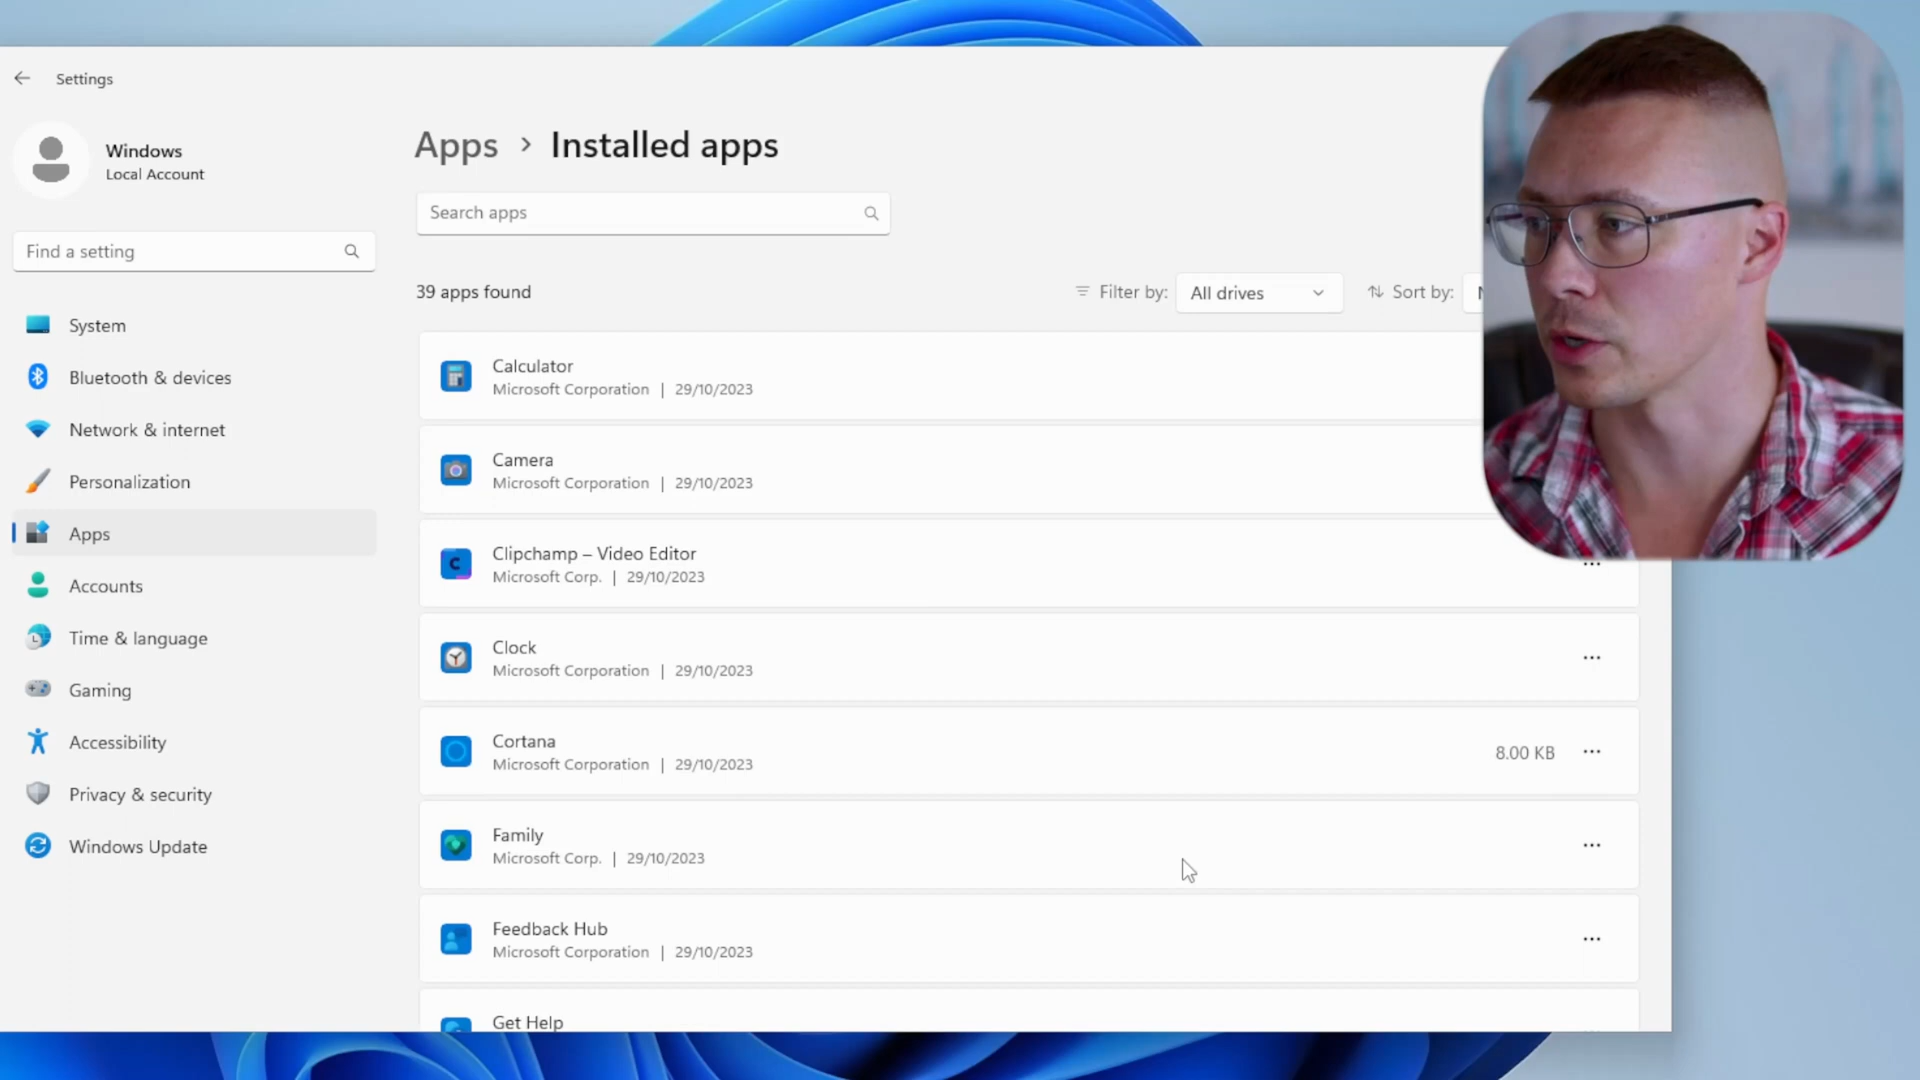 Settings
Windows
Local Account
Find a setting
System
Bluetooth & devices
Network & internet
Personalization
Apps
Accounts
Time & language
Gaming
Accessibility
Privacy & security
Windows Update
Apps > Installed apps
Search apps
39 apps found
Filter by: All drives
Sort by:
Calculator
Microsoft Corporation | 29/10/2023
Camera
Microsoft Corporation | 29/10/2023
Clipchamp – Video Editor
Microsoft Corp. | 29/10/2023
Clock
Microsoft Corporation | 29/10/2023
Cortana
Microsoft Corporation | 29/10/2023
8.00 KB
Family
Microsoft Corp. | 29/10/2023
Feedback Hub
Microsoft Corporation | 29/10/2023
Get Help